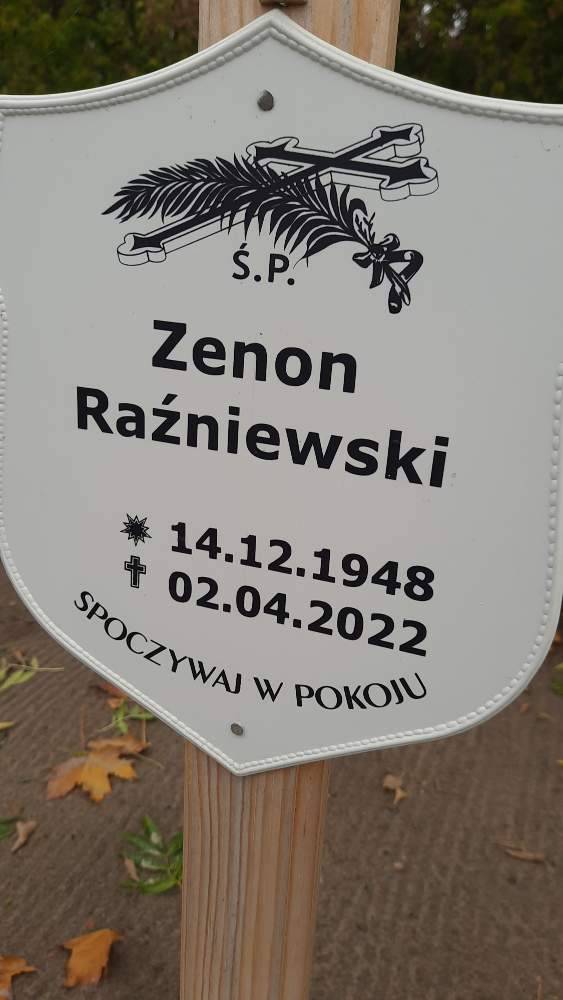 Ś.P.
Zenon
Raźniewski
14.12.1948
02.04.2022
SPOCZYWAJ W POKOJU